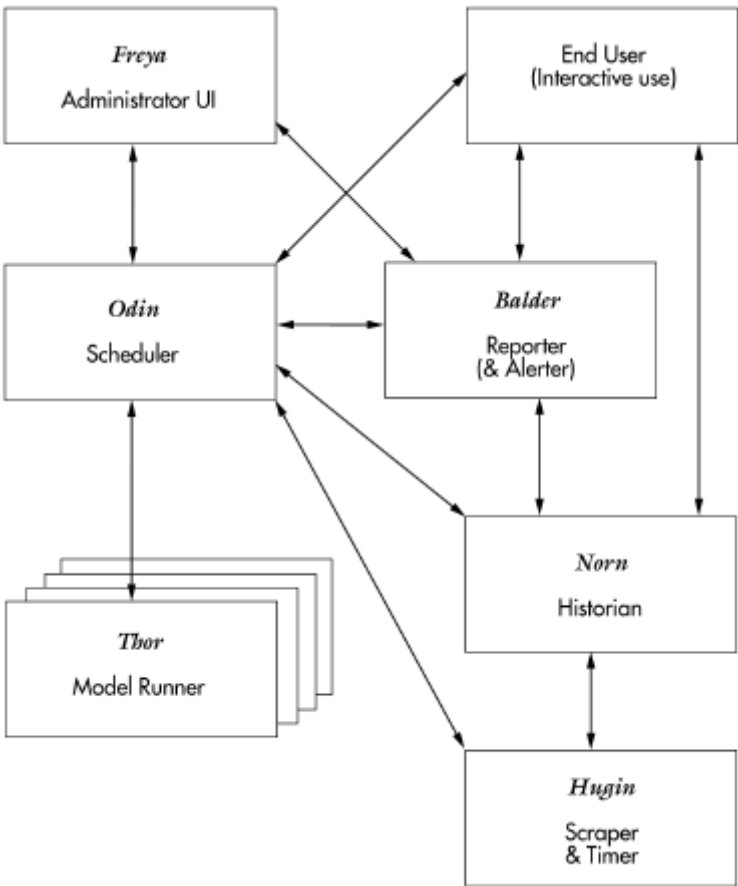 Freya
Administrator UI
End User
(Interactive use)
Odin
Scheduler
Balder
Reporter
(& Alerter)
Thor
Model Runner
Norn
Historian
Hugin
Scraper
& Timer